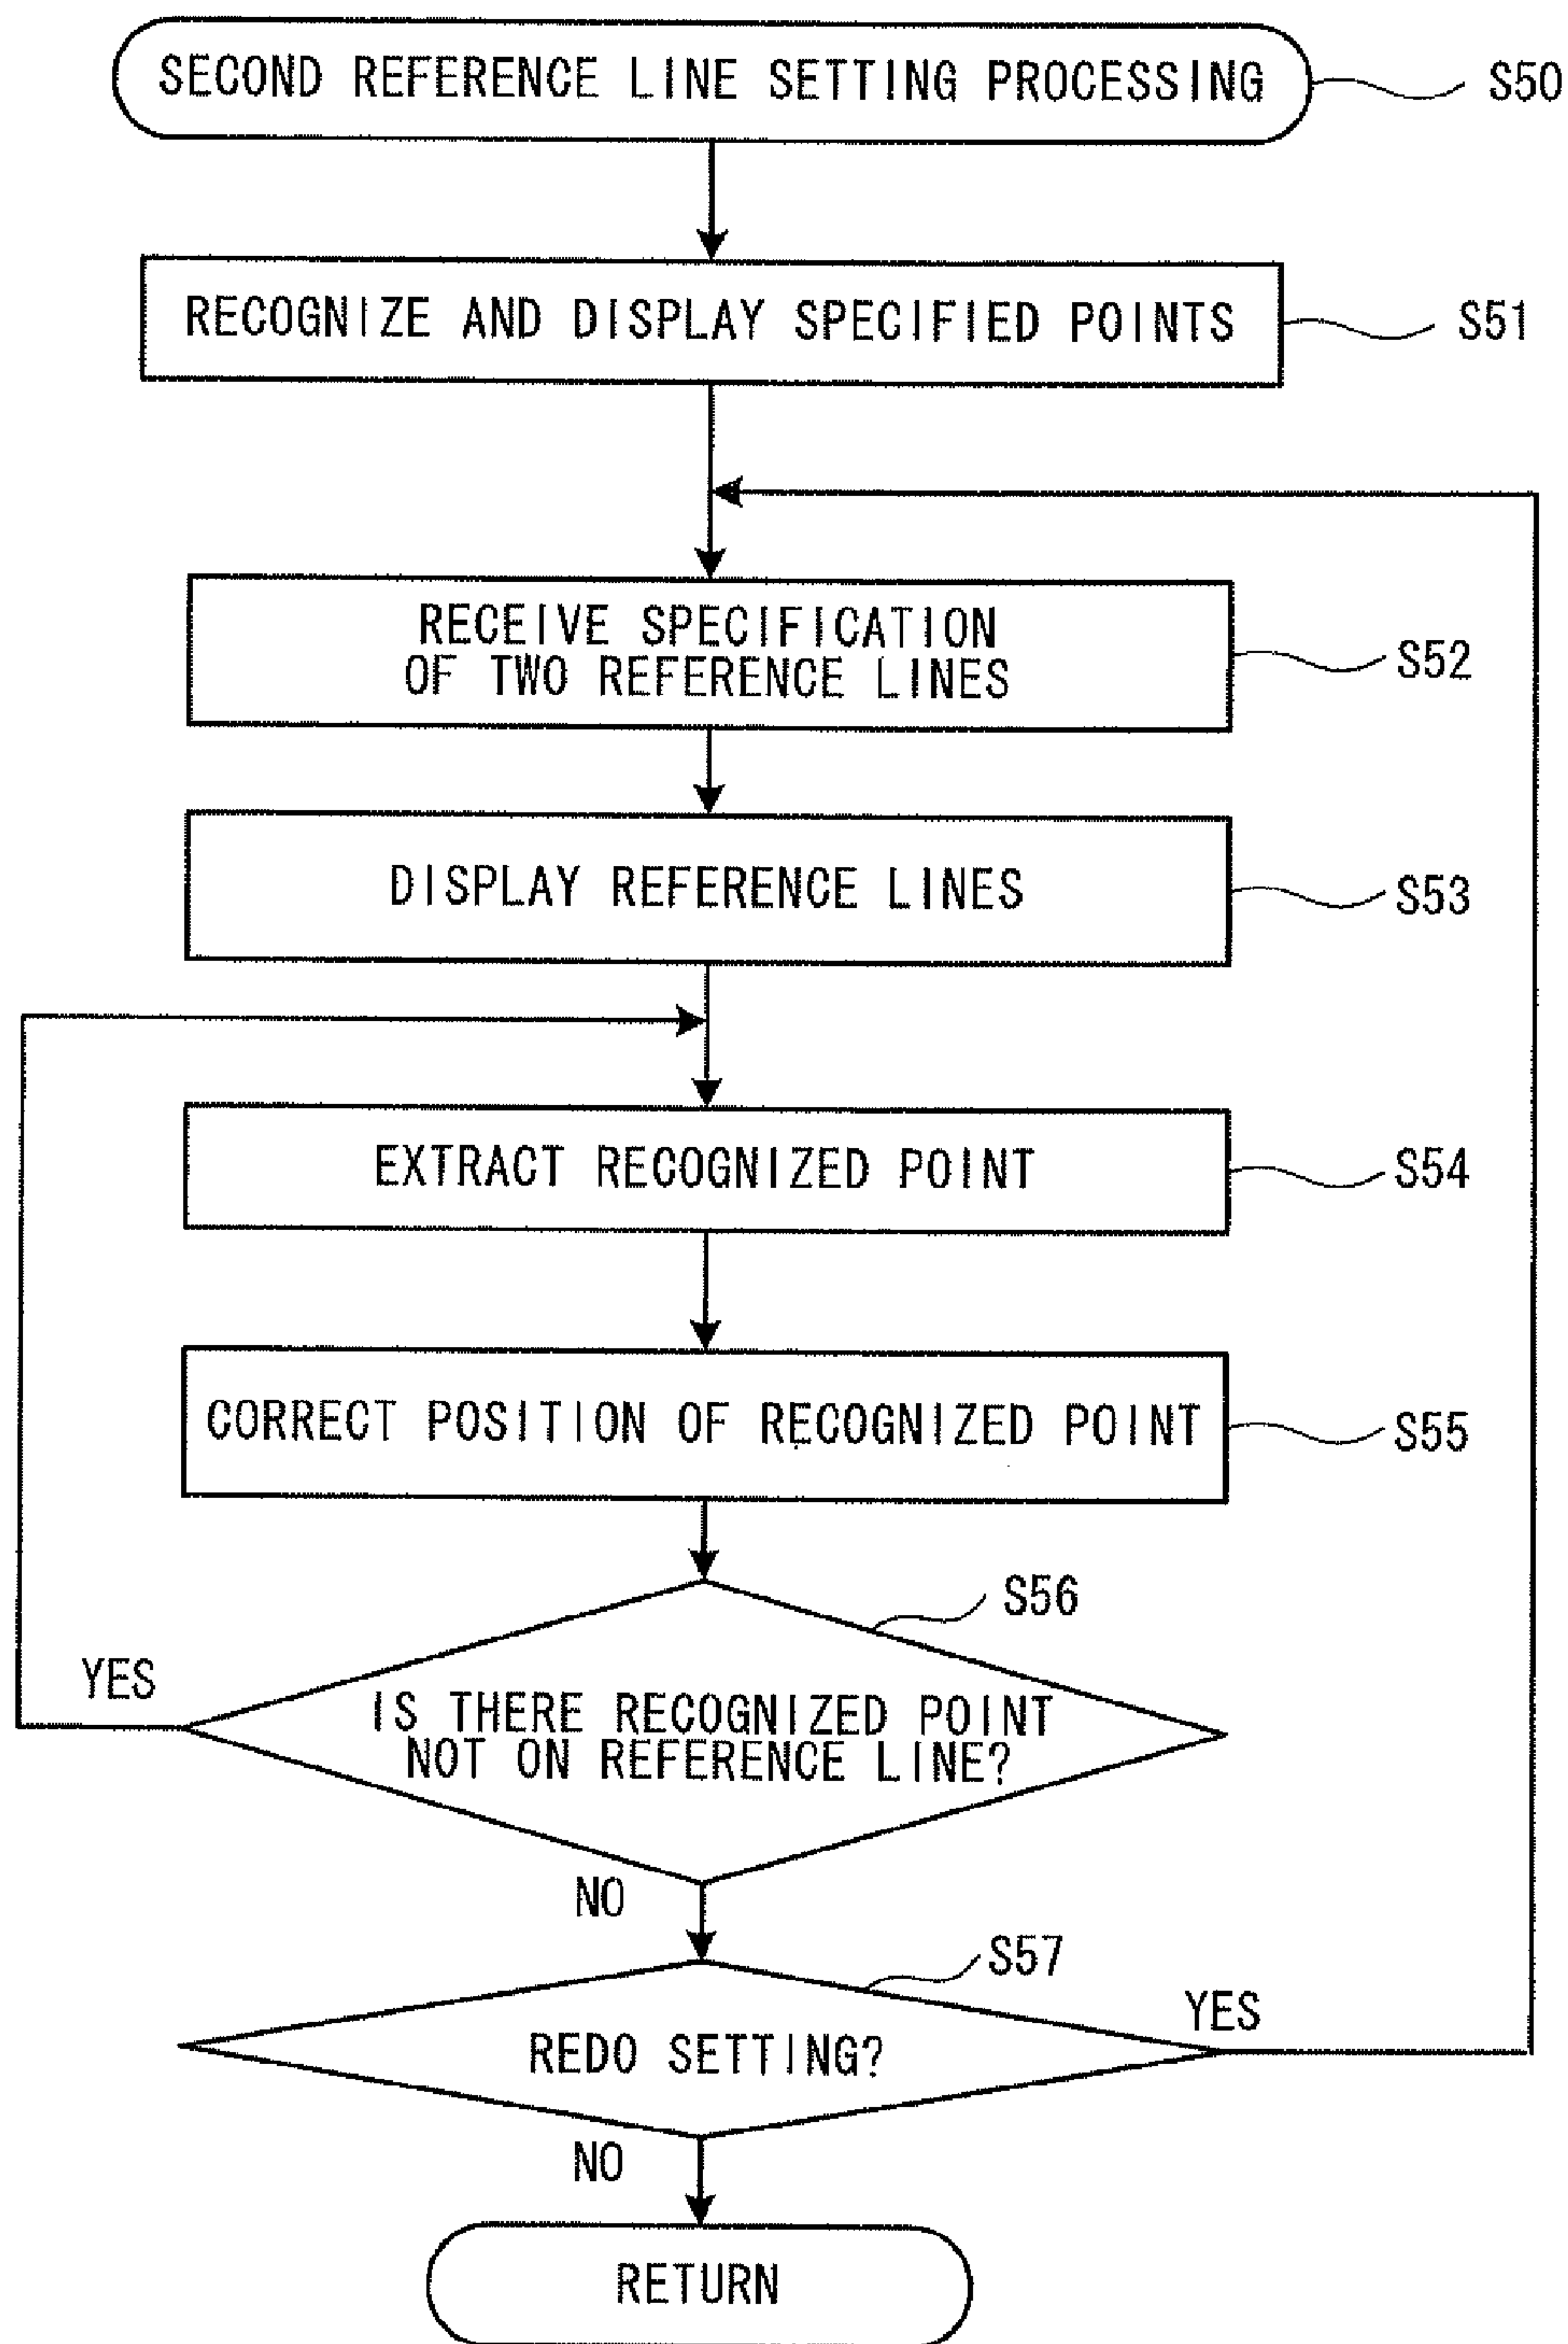 SECOND REFERENCE LINE SETTING PROCESSING
S50
RECOGNIZE AND DISPLAY SPECIFIED POINTS
S51
RECEIVE SPECIFICATION
OF TWO REFERENCE LINES
S52
DISPLAY REFERENCE LINES
S53
EXTRACT RECOGNIZED POINT
S54
CORRECT POSITION OF RECOGNIZED POINT
S55
S56
YES
IS THERE RECOGNIZED POINT
NOT ON REFERENCE LINE?
NO
S57
YES
REDO SETTING?
NO
RETURN